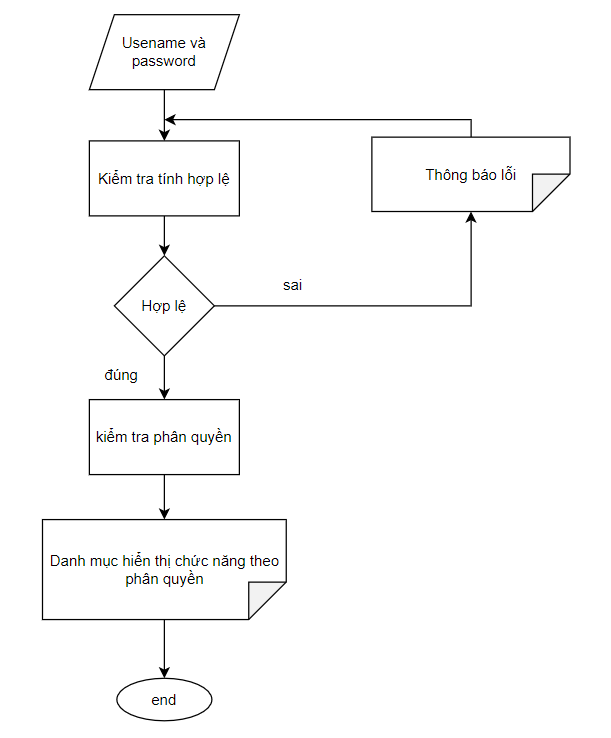 Usename và
password
Kiểm tra tính hợp lệ
Thông báo lỗi
Hợp lệ
sai
đúng
kiểm tra phân quyền
Danh mục hiển thị chức năng theo
phân quyền
end